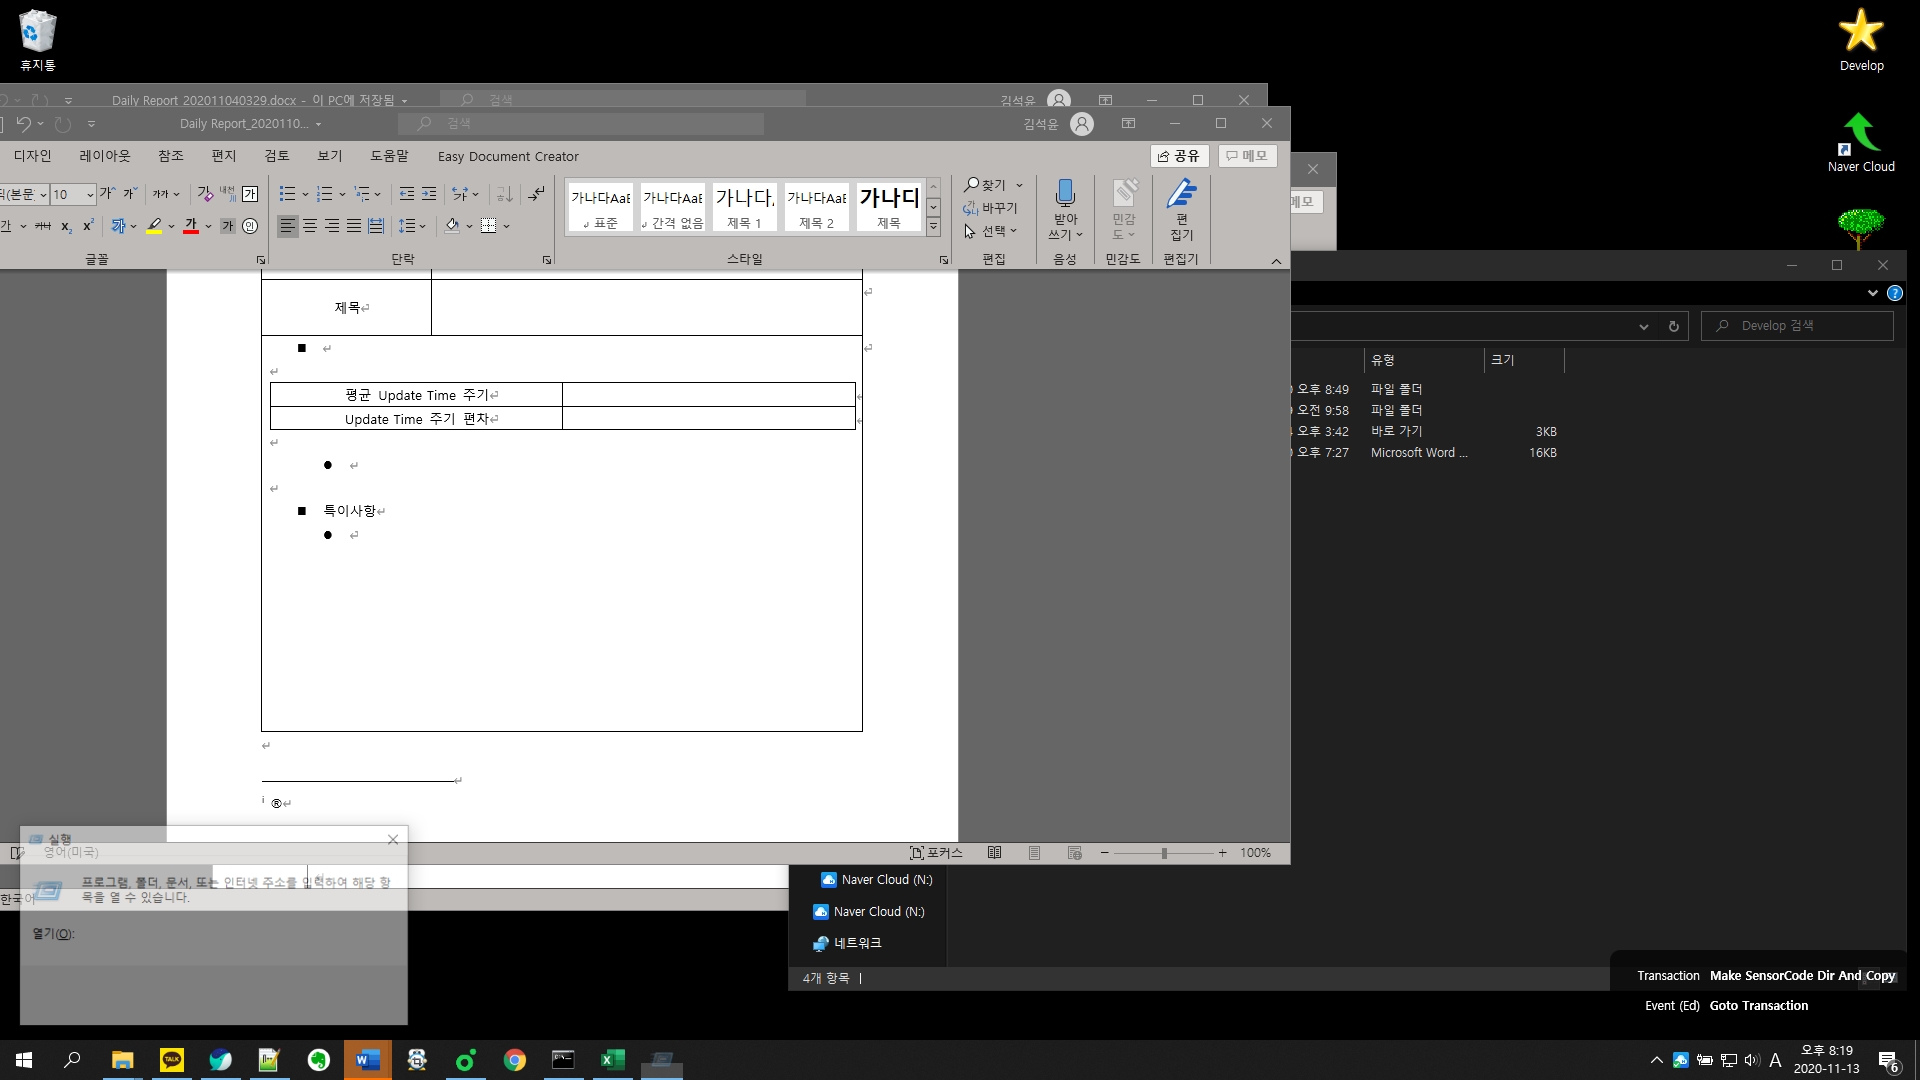 휴지통
Develop
Naver Cloud
Daily Report_202011040329.docx - 이 PC에 저장됨
검색
김석윤
Daily Report_2020110...
검색
김석윤
디자인 레이아웃 참조 편지 검토 보기 도움말 Easy Document Creator
공유
메모
메모
10
가나다AaB
표준
가나다AaB
간격 없음
가나다
제목 1
가나다AaB
제목 2
가나다
제목
찾기
바꾸기
선택
받아
쓰기
민감
도
편
집기
글꼴
단락
스타일
편집
음성
민감도
편집기
제목
평균 Update Time 주기
Update Time 주기 편차
특이사항
i ®
포커스
100%
Develop 검색
유형
크기
오후 8:49 파일 폴더
오전 9:58 파일 폴더
오후 3:42 바로 가기 3KB
오후 7:27 Microsoft Word ... 16KB
실행
영어(미국)
프로그램, 폴더, 문서, 또는 인터넷 주소를 입력하여 해당 항
목을 열 수 있습니다.
한국어
열기(O):
Naver Cloud (N:)
Naver Cloud (N:)
네트워크
4개 항목
Transaction Make SensorCode Dir And Copy
Event (Ed) Goto Transaction
TALK
A
오후 8:19
2020-11-13
6